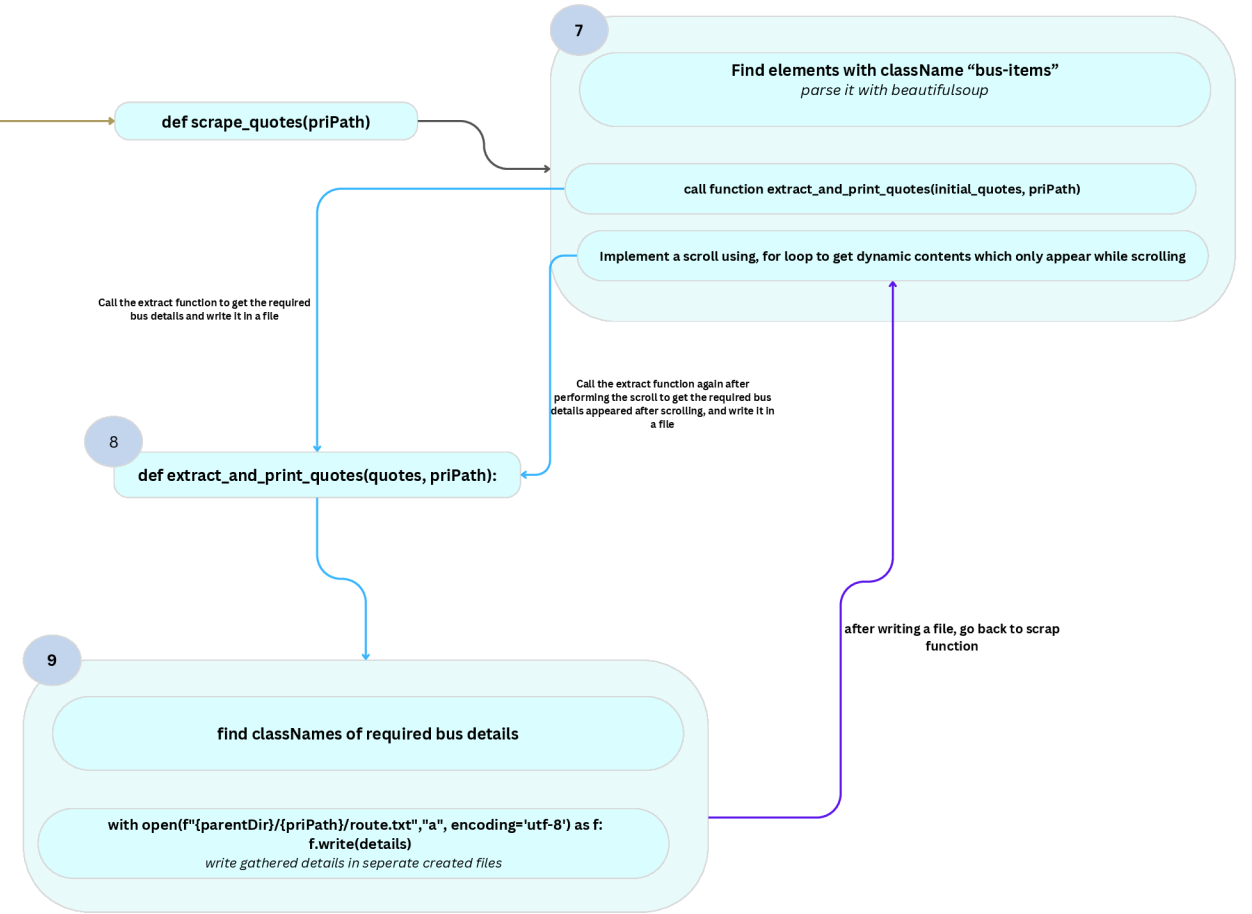 7
Find elements with className “bus-items”
parse it with beautifulsoup
def scrape_quotes(priPath)
call function extract_and_print_quotes(initial_quotes, priPath)
Implement a scroll using, for loop to get dynamic contents which only appear while scrolling
Call the extract function to get the required
bus details and write it in a file
Call the extract function again after
performing the scroll to get the required bus
details appeared after scrolling, and write it in
a file
8
def extract_and_print_quotes(quotes, priPath):
after writing a file, go back to scrap
function
9
find classNames of required bus details
with open(f"{parentDir}/{priPath}/route.txt","a", encoding='utf-8') as f:
f.write(details)
write gathered details in seperate created files